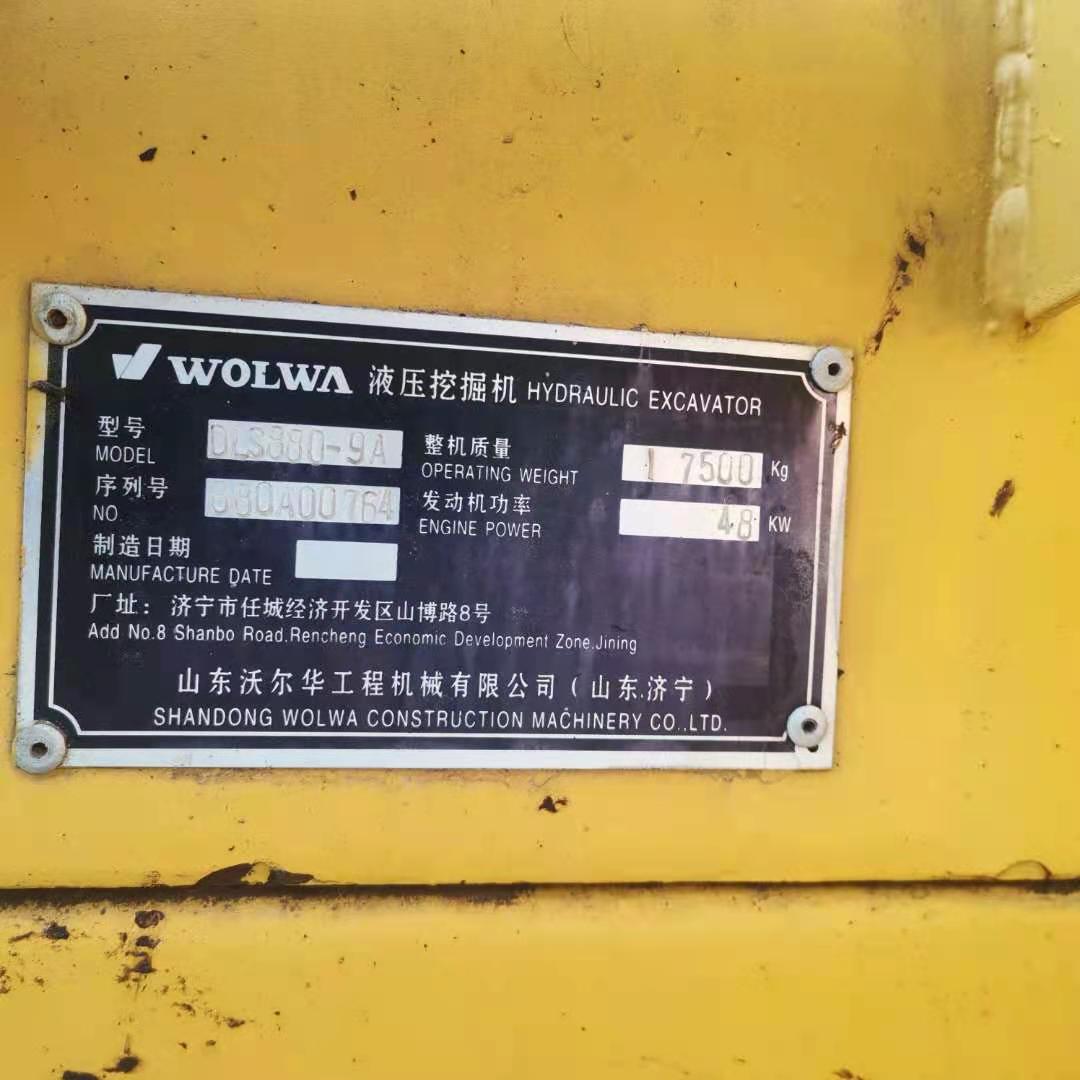 WOLWA 液压挖掘机 HYDRAULIC EXCAVATOR
型号 DLS880-9A 整机质量 7500 Kg
MODEL OPERATING WEIGHT
序列号 880A00764 发动机功率 48 KW
NO ENGINE POWER
制造日期
MANUFACTURE DATE
厂址：济宁市任城经济开发区山博路8号
Add No.8 Shanbo Road.Rencheng Economic Development Zone.Jining
山东沃尔华工程机械有限公司（山东.济宁）
SHANDONG WOLWA CONSTRUCTION MACHINERY CO.,LTD.